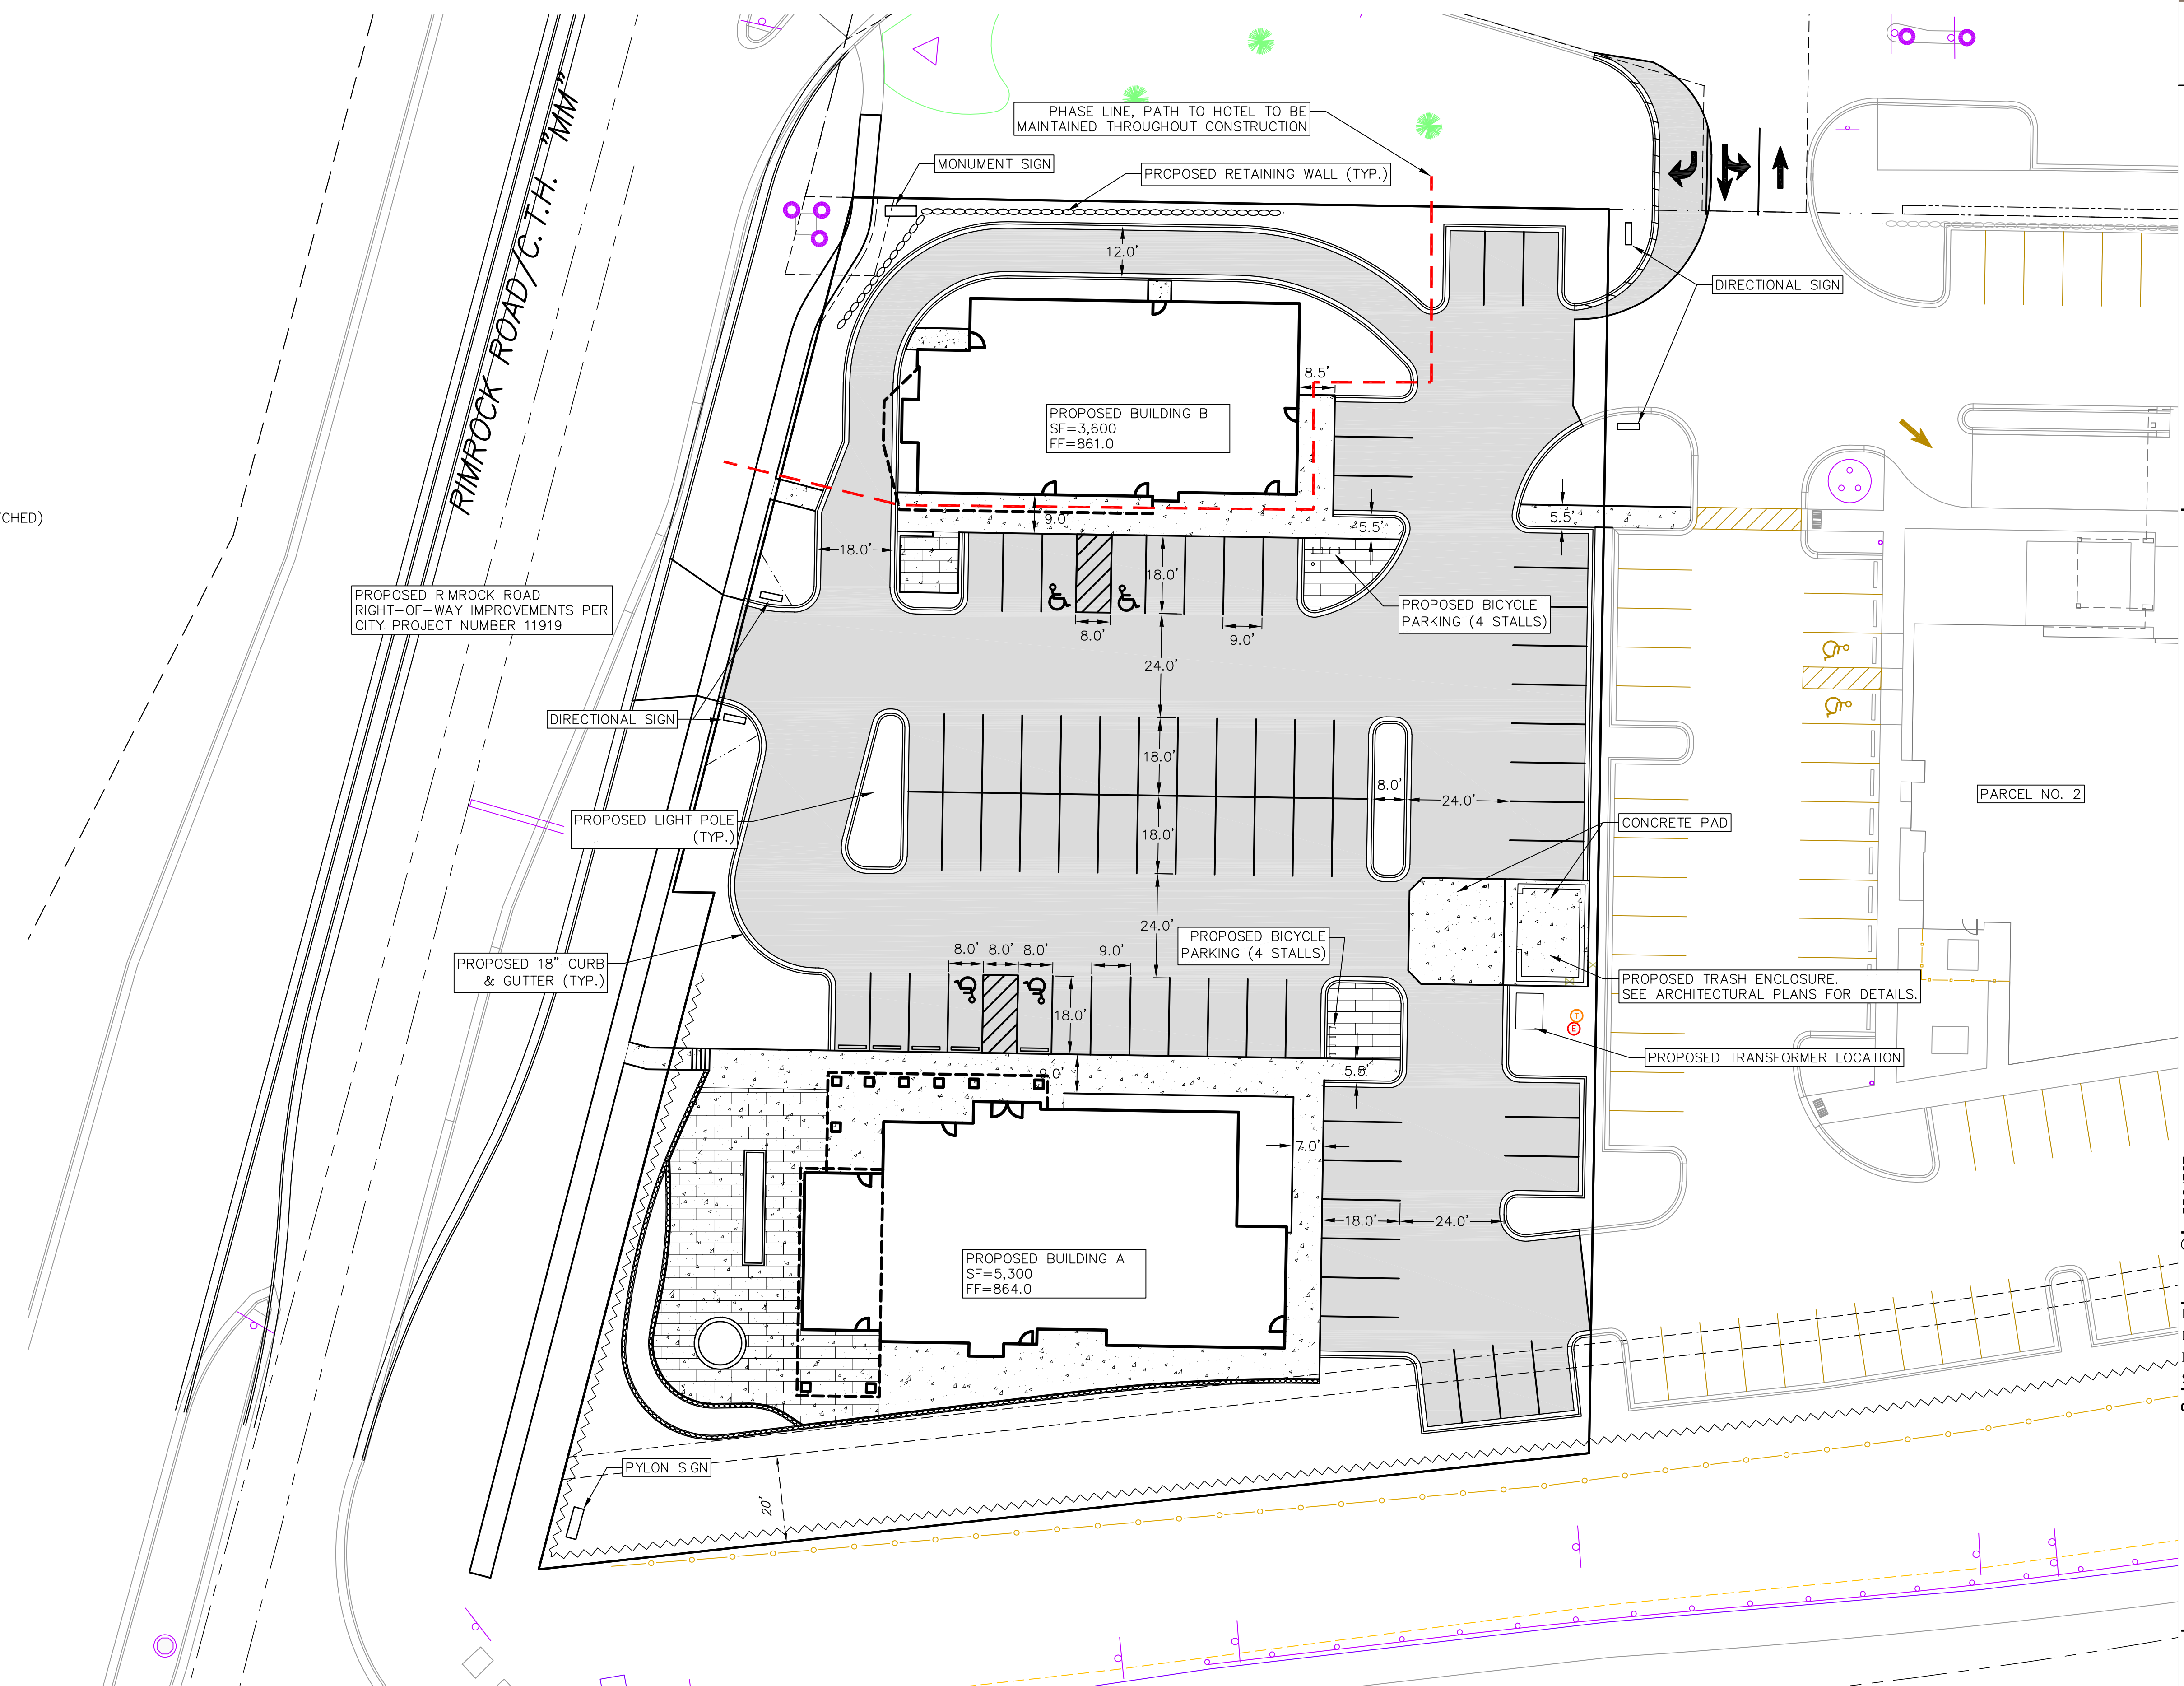 PHASE LINE, PATH TO HOTEL TO BE
MAINTAINED THROUGHOUT CONSTRUCTION
MONUMENT SIGN
PROPOSED RETAINING WALL (TYP.)
RIMROCK ROAD/C.T.H. "MM"
12.0'
DIRECTIONAL SIGN
8.5'
PROPOSED BUILDING B
SF=3,600
FF=861.0
TCHED)
9.0'
5.5'
5.5'
18.0'
18.0'
PROPOSED RIMROCK ROAD
RIGHT-OF-WAY IMPROVEMENTS PER
CITY PROJECT NUMBER 11919
PROPOSED BICYCLE
PARKING (4 STALLS)
8.0'
9.0'
24.0'
DIRECTIONAL SIGN
18.0'
8.0'
24.0'
PARCEL NO. 2
PROPOSED LIGHT POLE
(TYP.)
18.0'
CONCRETE PAD
24.0'
PROPOSED BICYCLE
PARKING (4 STALLS)
8.0'
8.0'
8.0'
9.0'
PROPOSED 18" CURB
& GUTTER (TYP.)
PROPOSED TRASH ENCLOSURE.
SEE ARCHITECTURAL PLANS FOR DETAILS.
18.0'
T
E
PROPOSED TRANSFORMER LOCATION
9.0'
5.5'
7.0'
18.0'
24.0'
PROPOSED BUILDING A
SF=5,300
FF=864.0
PYLON SIGN
20'